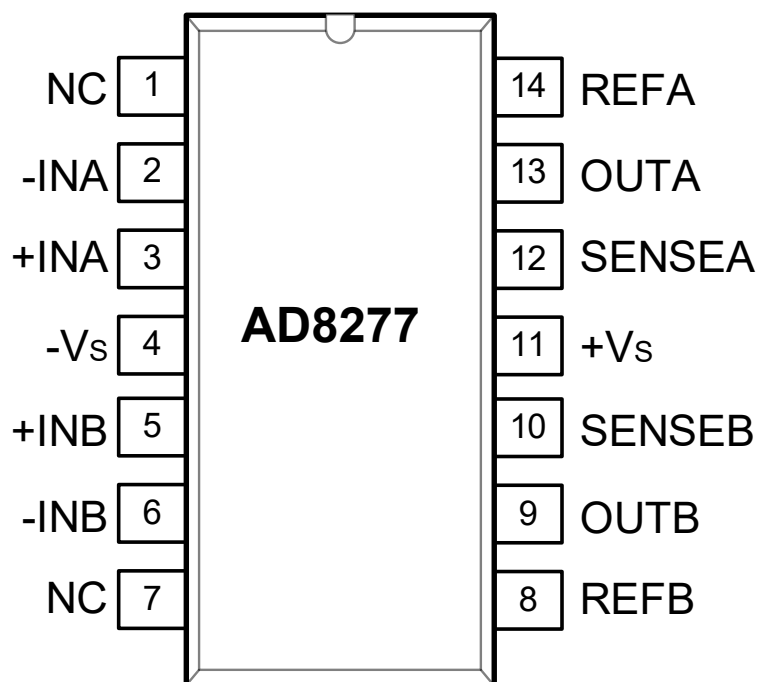 NC 1 14 REFA
-INA 2 13 OUTA
+INA 3 12 SENSEA
AD8277
-Vs 4 11 +Vs
+INB 5 10 SENSEB
-INB 6 9 OUTB
NC 7 8 REFB